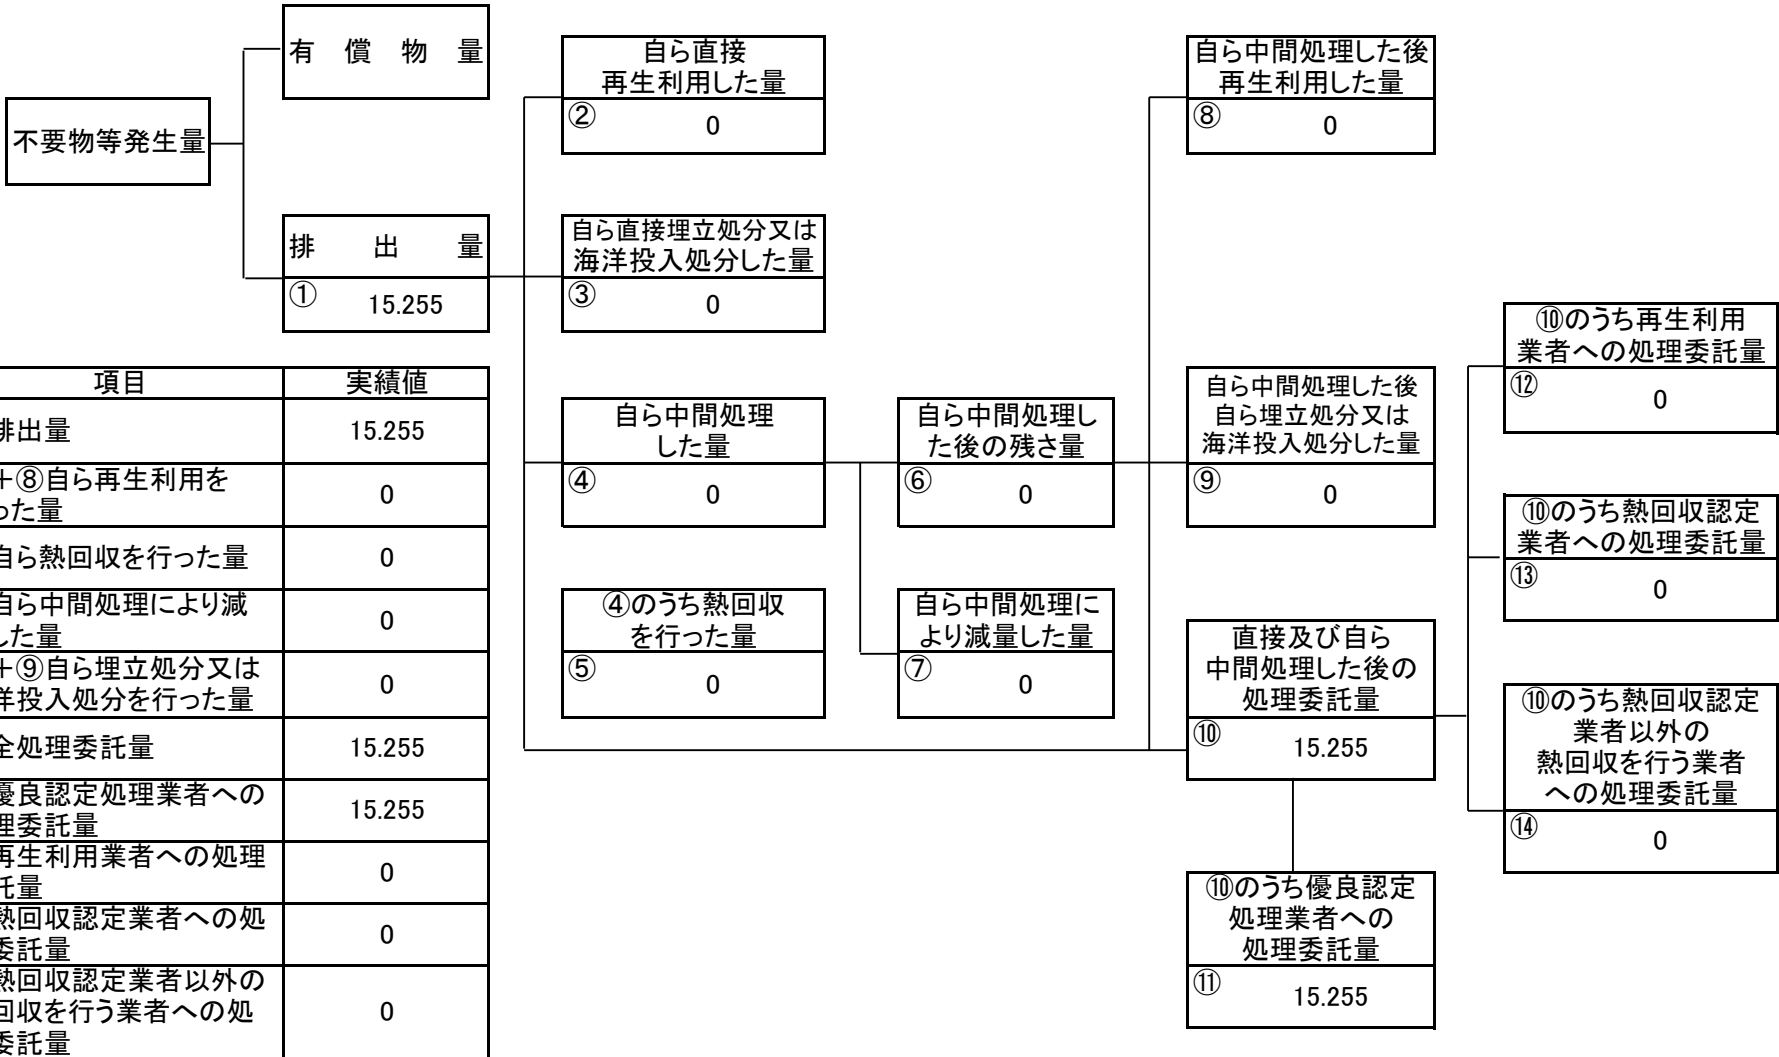 有 償 物 量
不要物等発生量
排 出 量
① 15.255
自ら直接
再生利用した量
② 0
自ら直接埋立処分又は
海洋投入処分した量
③ 0
自ら中間処理
した量
④ 0
④のうち熱回収
を行った量
⑤ 0
自ら中間処理し
た後の残さ量
⑥ 0
自ら中間処理に
より減量した量
⑦ 0
自ら中間処理した後
再生利用した量
⑧ 0
自ら中間処理した後
自ら埋立処分又は
海洋投入処分した量
⑨ 0
直接及び自ら
中間処理した後の
処理委託量
⑩ 15.255
⑩のうち優良認定
処理業者への
処理委託量
⑪ 15.255
⑩のうち再生利用
業者への処理委託量
⑫ 0
⑩のうち熱回収認定
業者への処理委託量
⑬ 0
⑩のうち熱回収認定
業者以外の
熱回収を行う業者
への処理委託量
⑭ 0
項目 実績値
排出量 15.255
+⑧自ら再生利用を
った量
0
自ら熱回収を行った量 0
自ら中間処理により減
した量
0
+⑨自ら埋立処分又は
洋投入処分を行った量
0
全処理委託量 15.255
優良認定処理業者への
理委託量
15.255
再生利用業者への処理
託量
0
熱回収認定業者への処
委託量
0
熱回収認定業者以外の
回収を行う業者への処
委託量
0